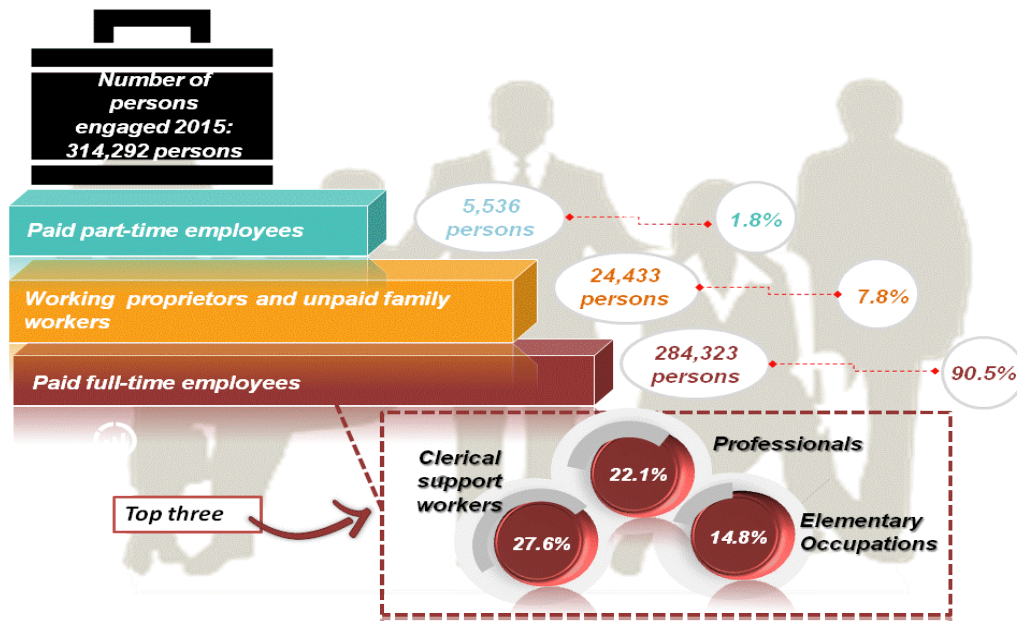 Number of
persons
engaged 2015:
314,292 persons
Paid part-time employees
5,536
persons
1.8%
Working proprietors and unpaid family
workers
24,433
persons
7.8%
Paid full-time employees
284,323
persons
90.5%
Top three
Clerical
support
workers
27.6%
22.1%
Professionals
14.8%
Elementary
Occupations